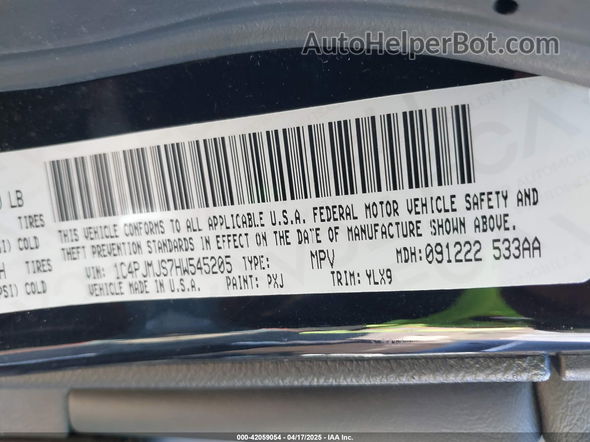 AutoHelperBot.com
LB
TIRES
COLD
TIRES
COLD
THIS VEHICLE CONFORMS TO ALL APPLICABLE U.S.A. FEDERAL MOTOR VEHICLE SAFETY AND
THEFT PREVENTION STANDARDS IN EFFECT ON THE DATE OF MANUFACTURE SHOWN ABOVE.
VIN: 1C4PJMJS7HW545205 TYPE: MPV MDH:091222 533AA
VEHICLE MADE IN U.S.A. PAINT: PXJ TRIM: YLX9
000-42059054 - 04/17/2025 - IAA Inc.